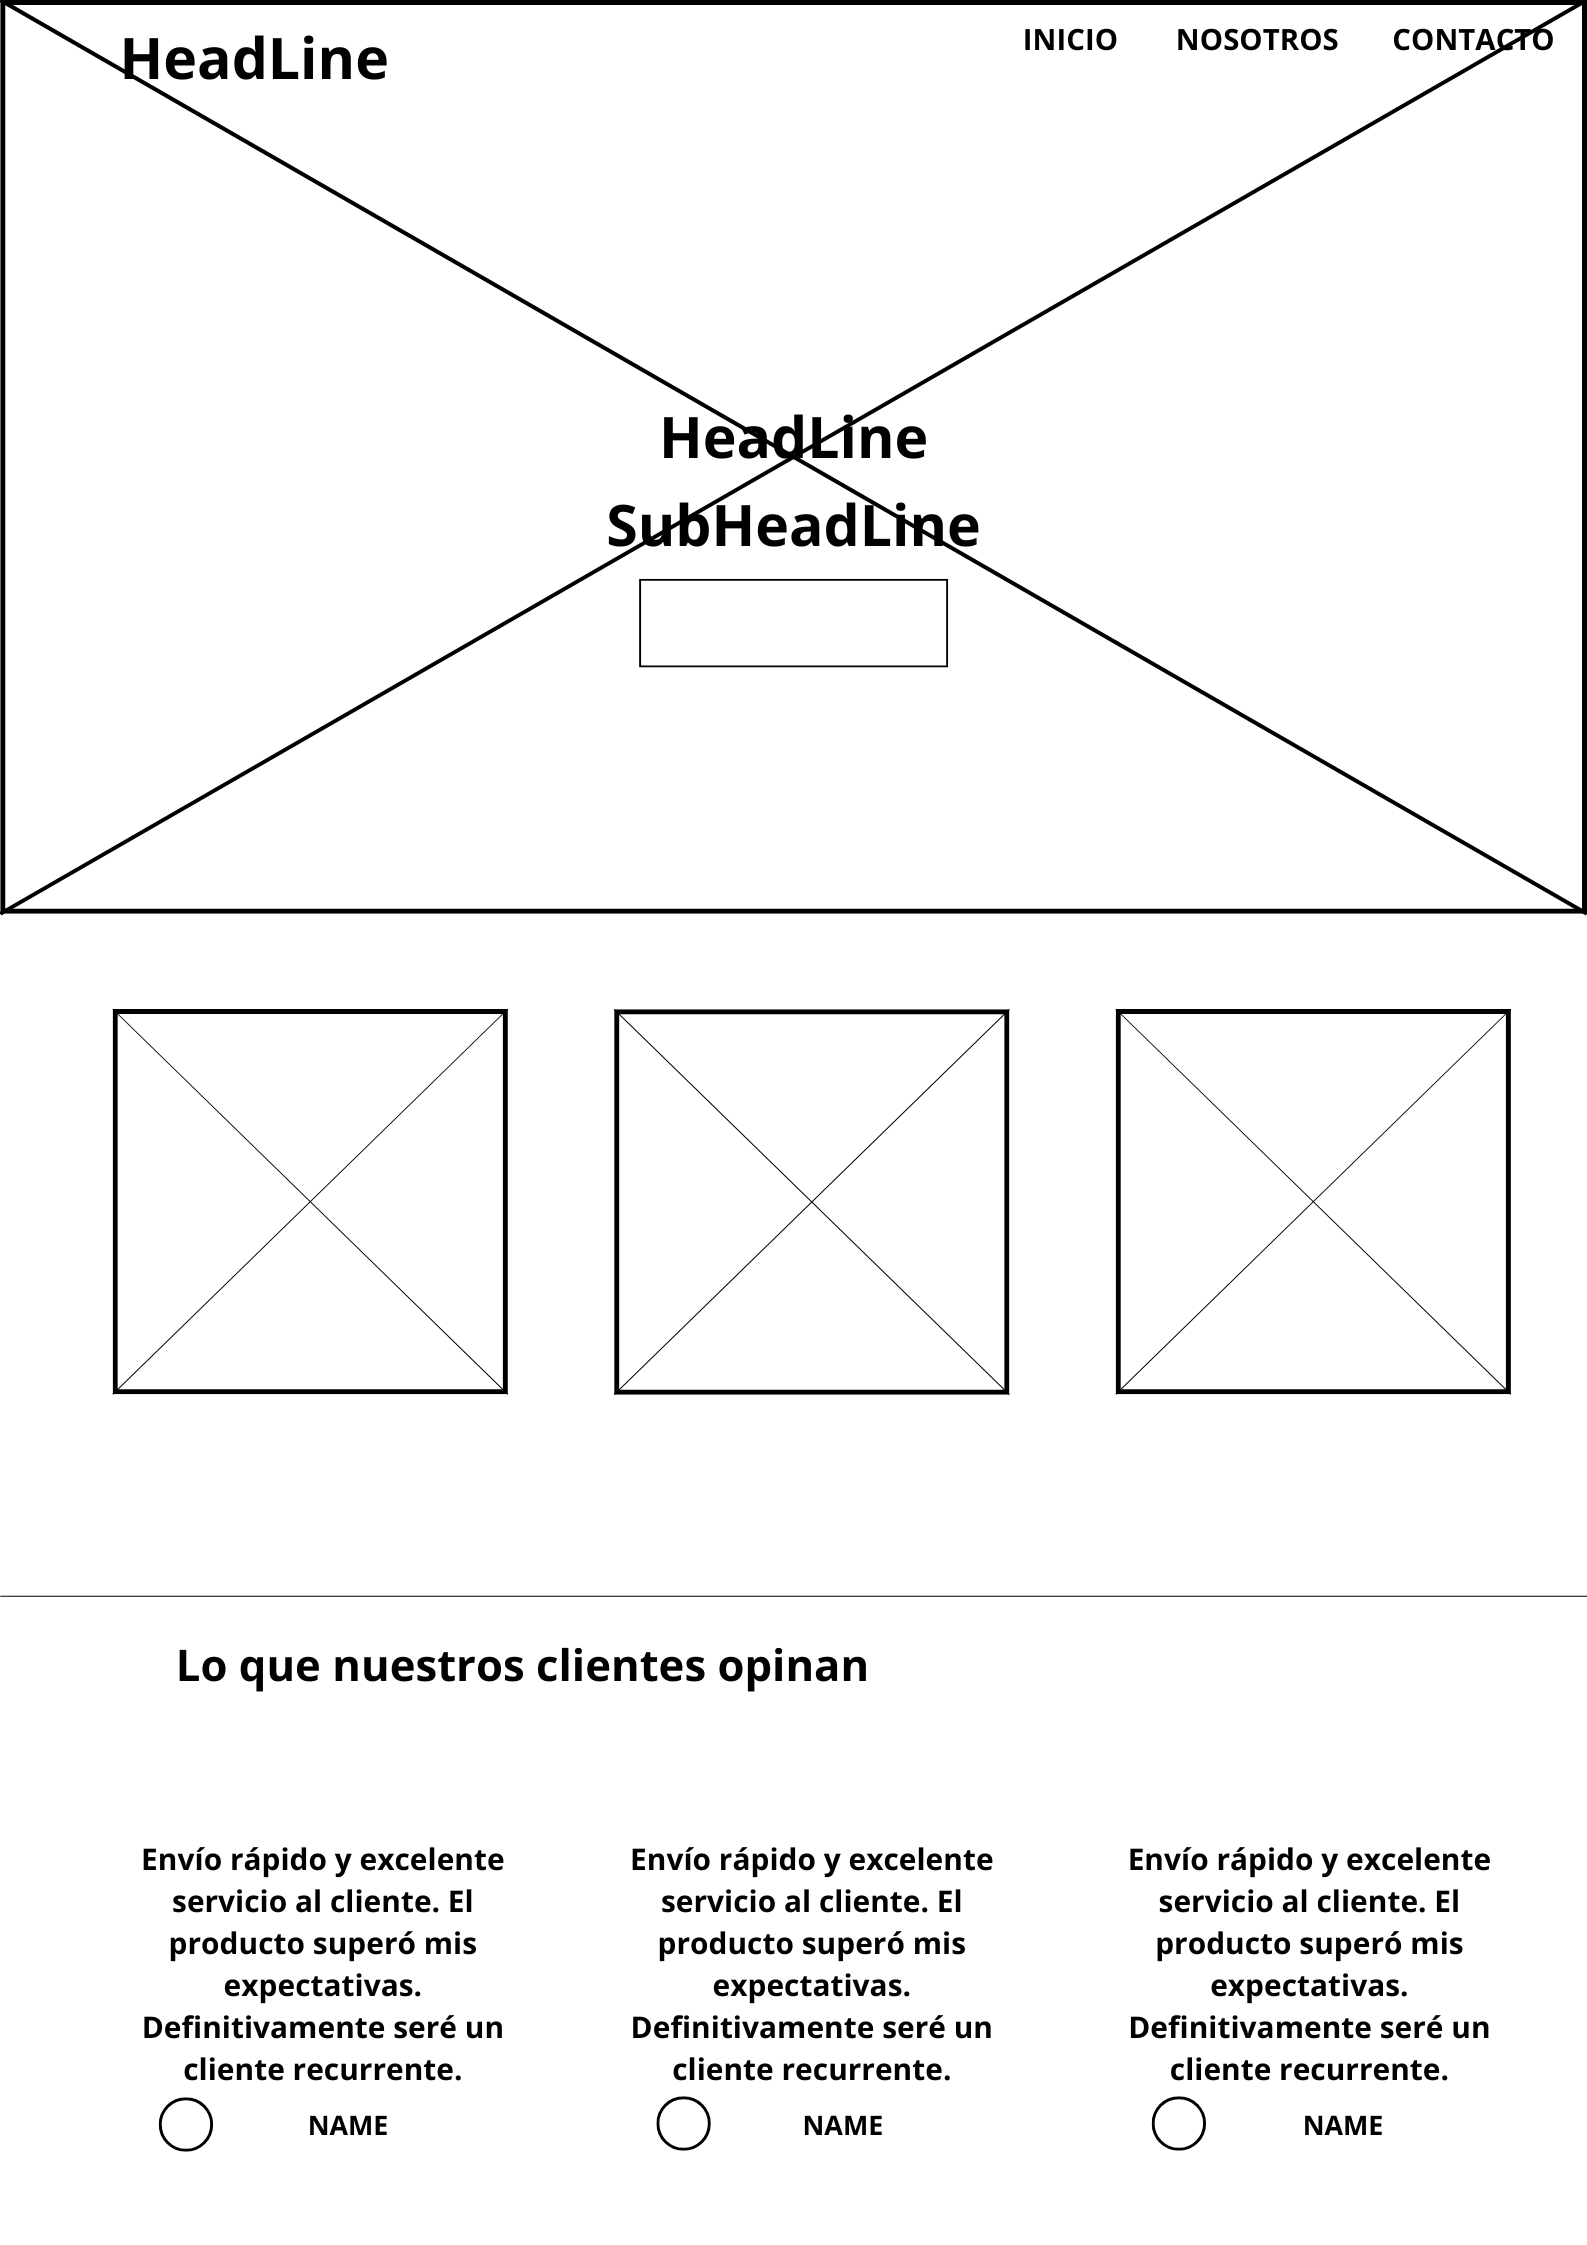 HeadLine
INICIO NOSOTROS CONTACTO
HeadLine
SubHeadLine
Lo que nuestros clientes opinan
Envío rápido y excelente
servicio al cliente. El
producto superó mis
expectativas.
Definitivamente seré un
cliente recurrente.
NAME
Envío rápido y excelente
servicio al cliente. El
producto superó mis
expectativas.
Definitivamente seré un
cliente recurrente.
NAME
Envío rápido y excelente
servicio al cliente. El
producto superó mis
expectativas.
Definitivamente seré un
cliente recurrente.
NAME